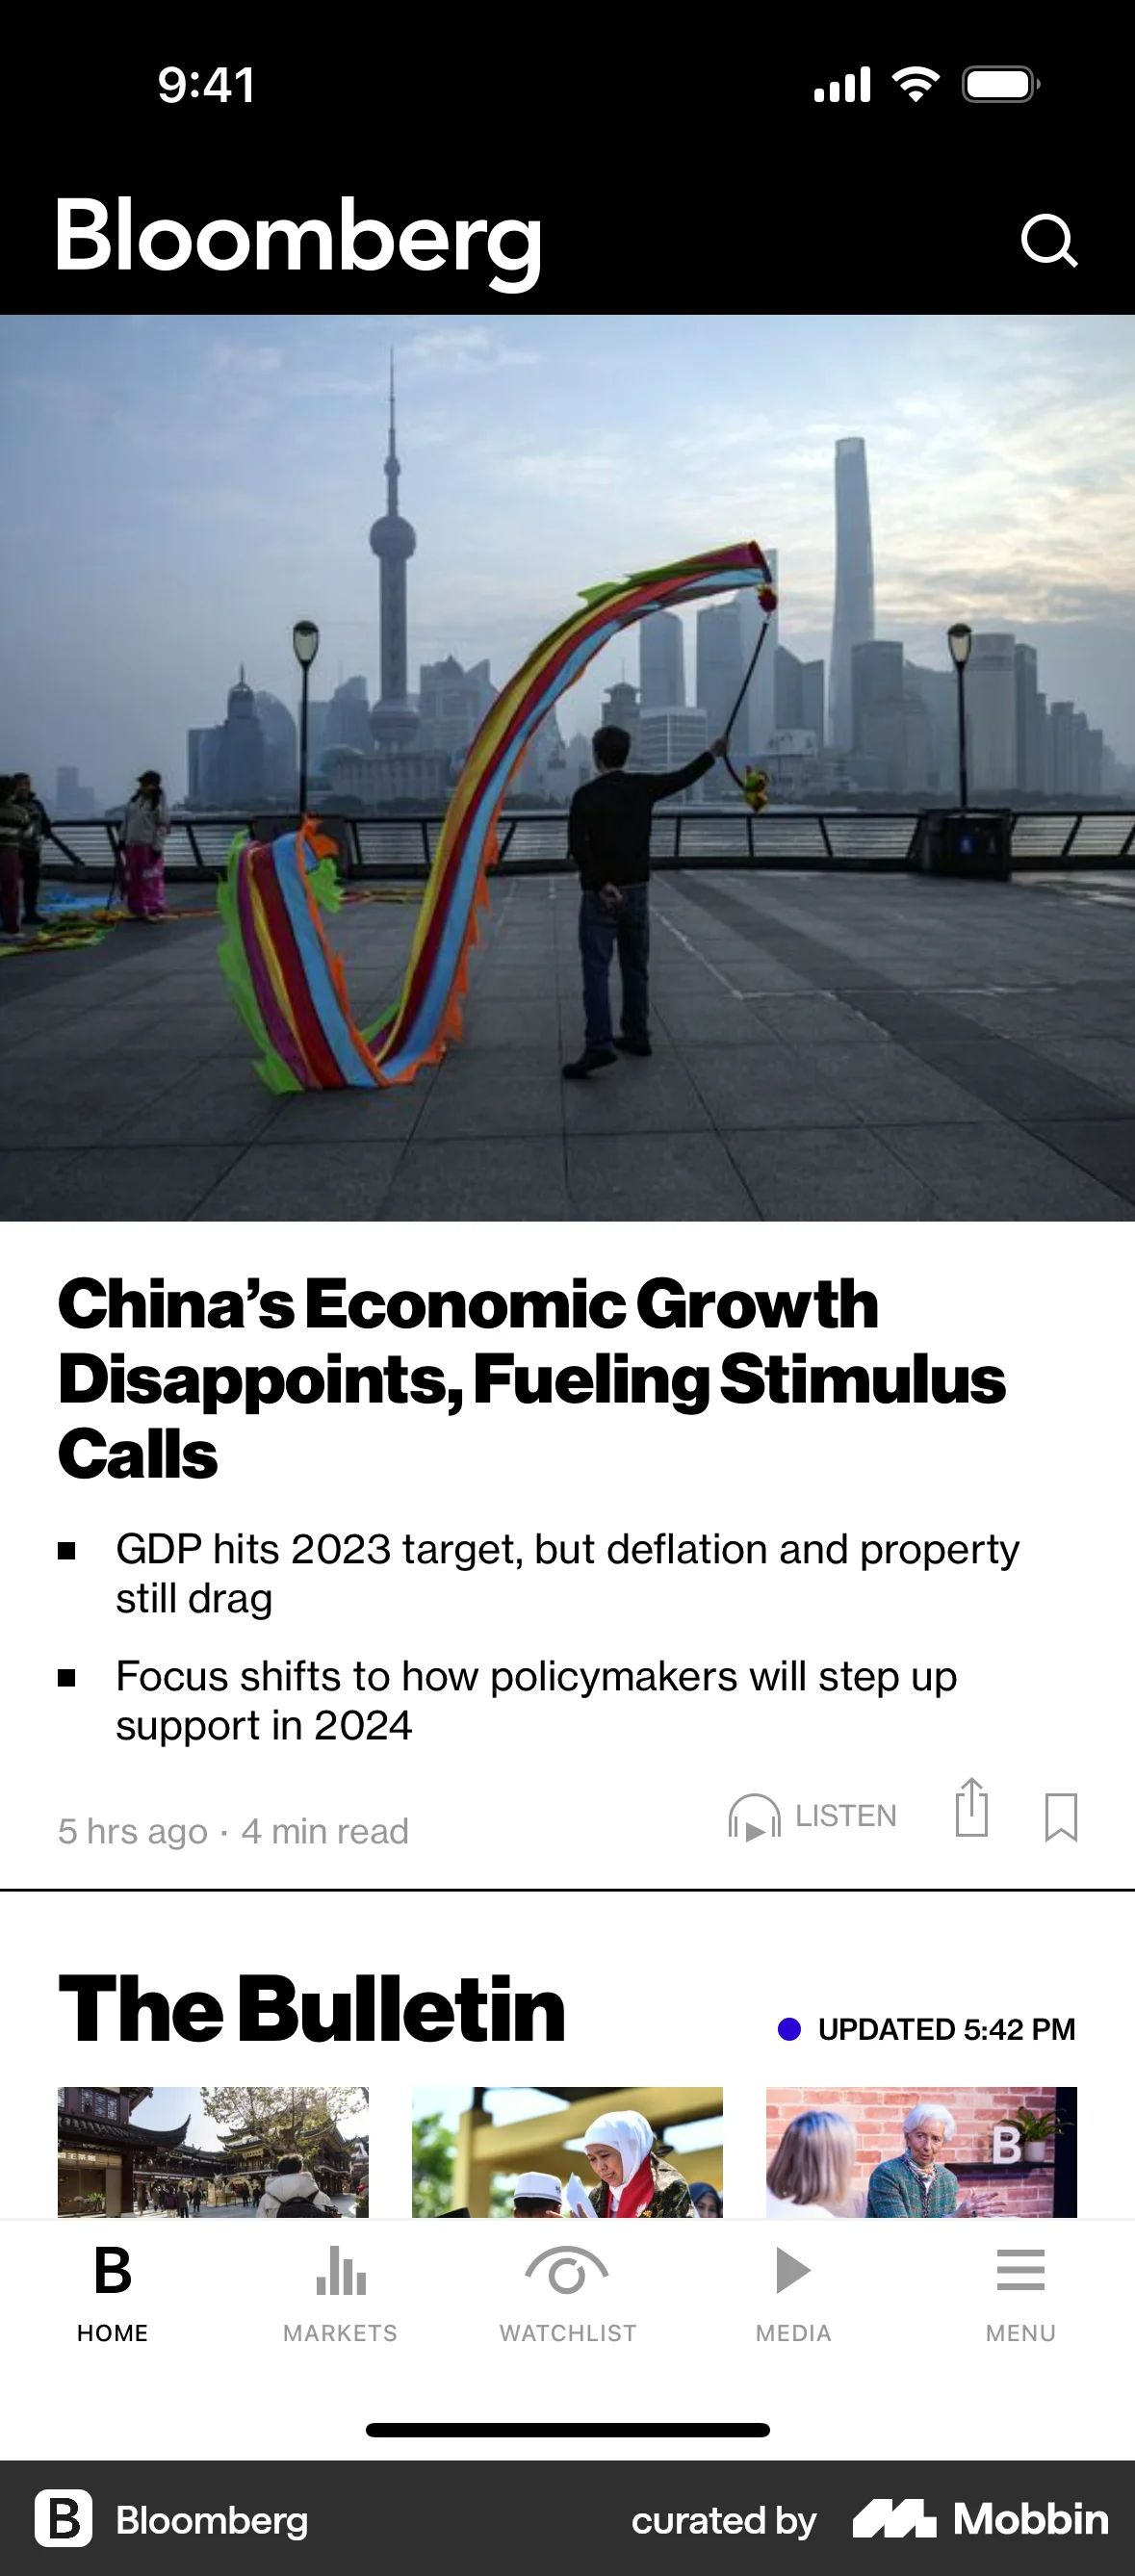 9:41
Bloomberg
China’s Economic Growth
Disappoints, Fueling Stimulus
Calls
GDP hits 2023 target, but deflation and property
still drag
Focus shifts to how policymakers will step up
support in 2024
5 hrs ago · 4 min read
LISTEN
The Bulletin
UPDATED 5:42 PM
B
B
HOME
MARKETS
WATCHLIST
MEDIA
MENU
B Bloomberg
curated by Mobbin